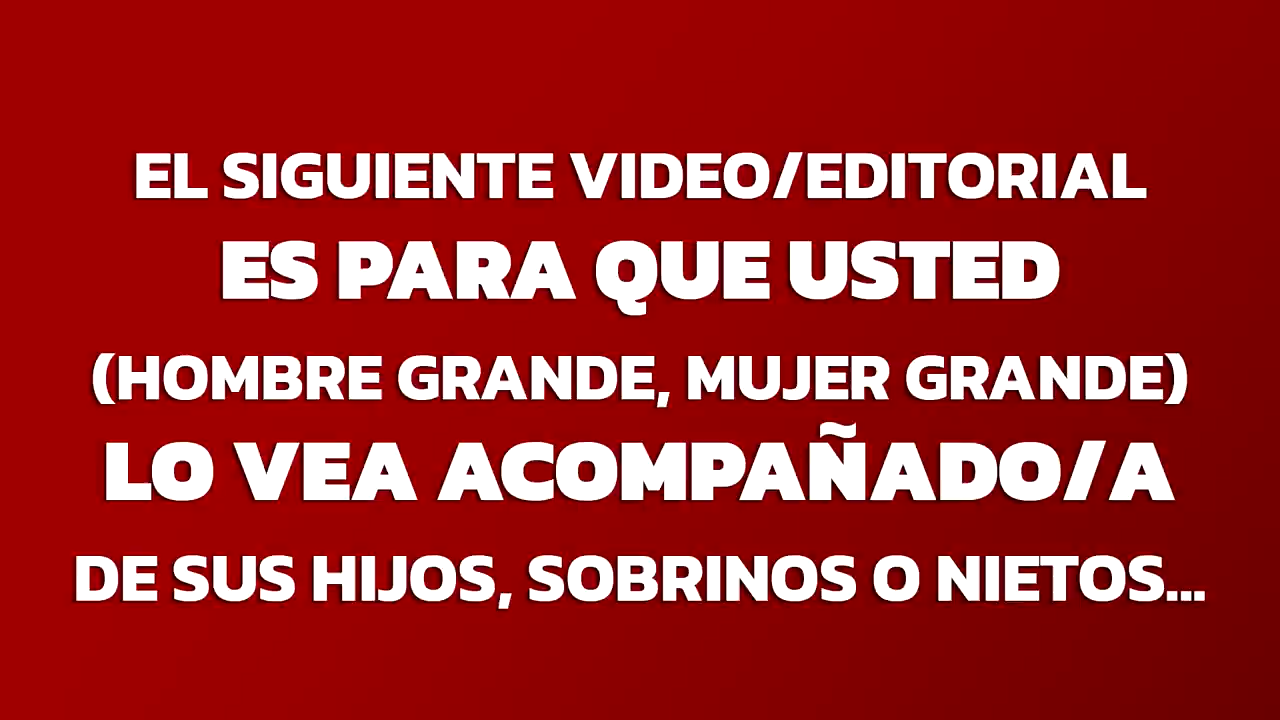 EL SIGUIENTE VIDEO/EDITORIAL
ES PARA QUE USTED
(HOMBRE GRANDE, MUJER GRANDE)
LO VEA ACOMPAÑADO/A
DE SUS HIJOS, SOBRINOS O NIETOS...